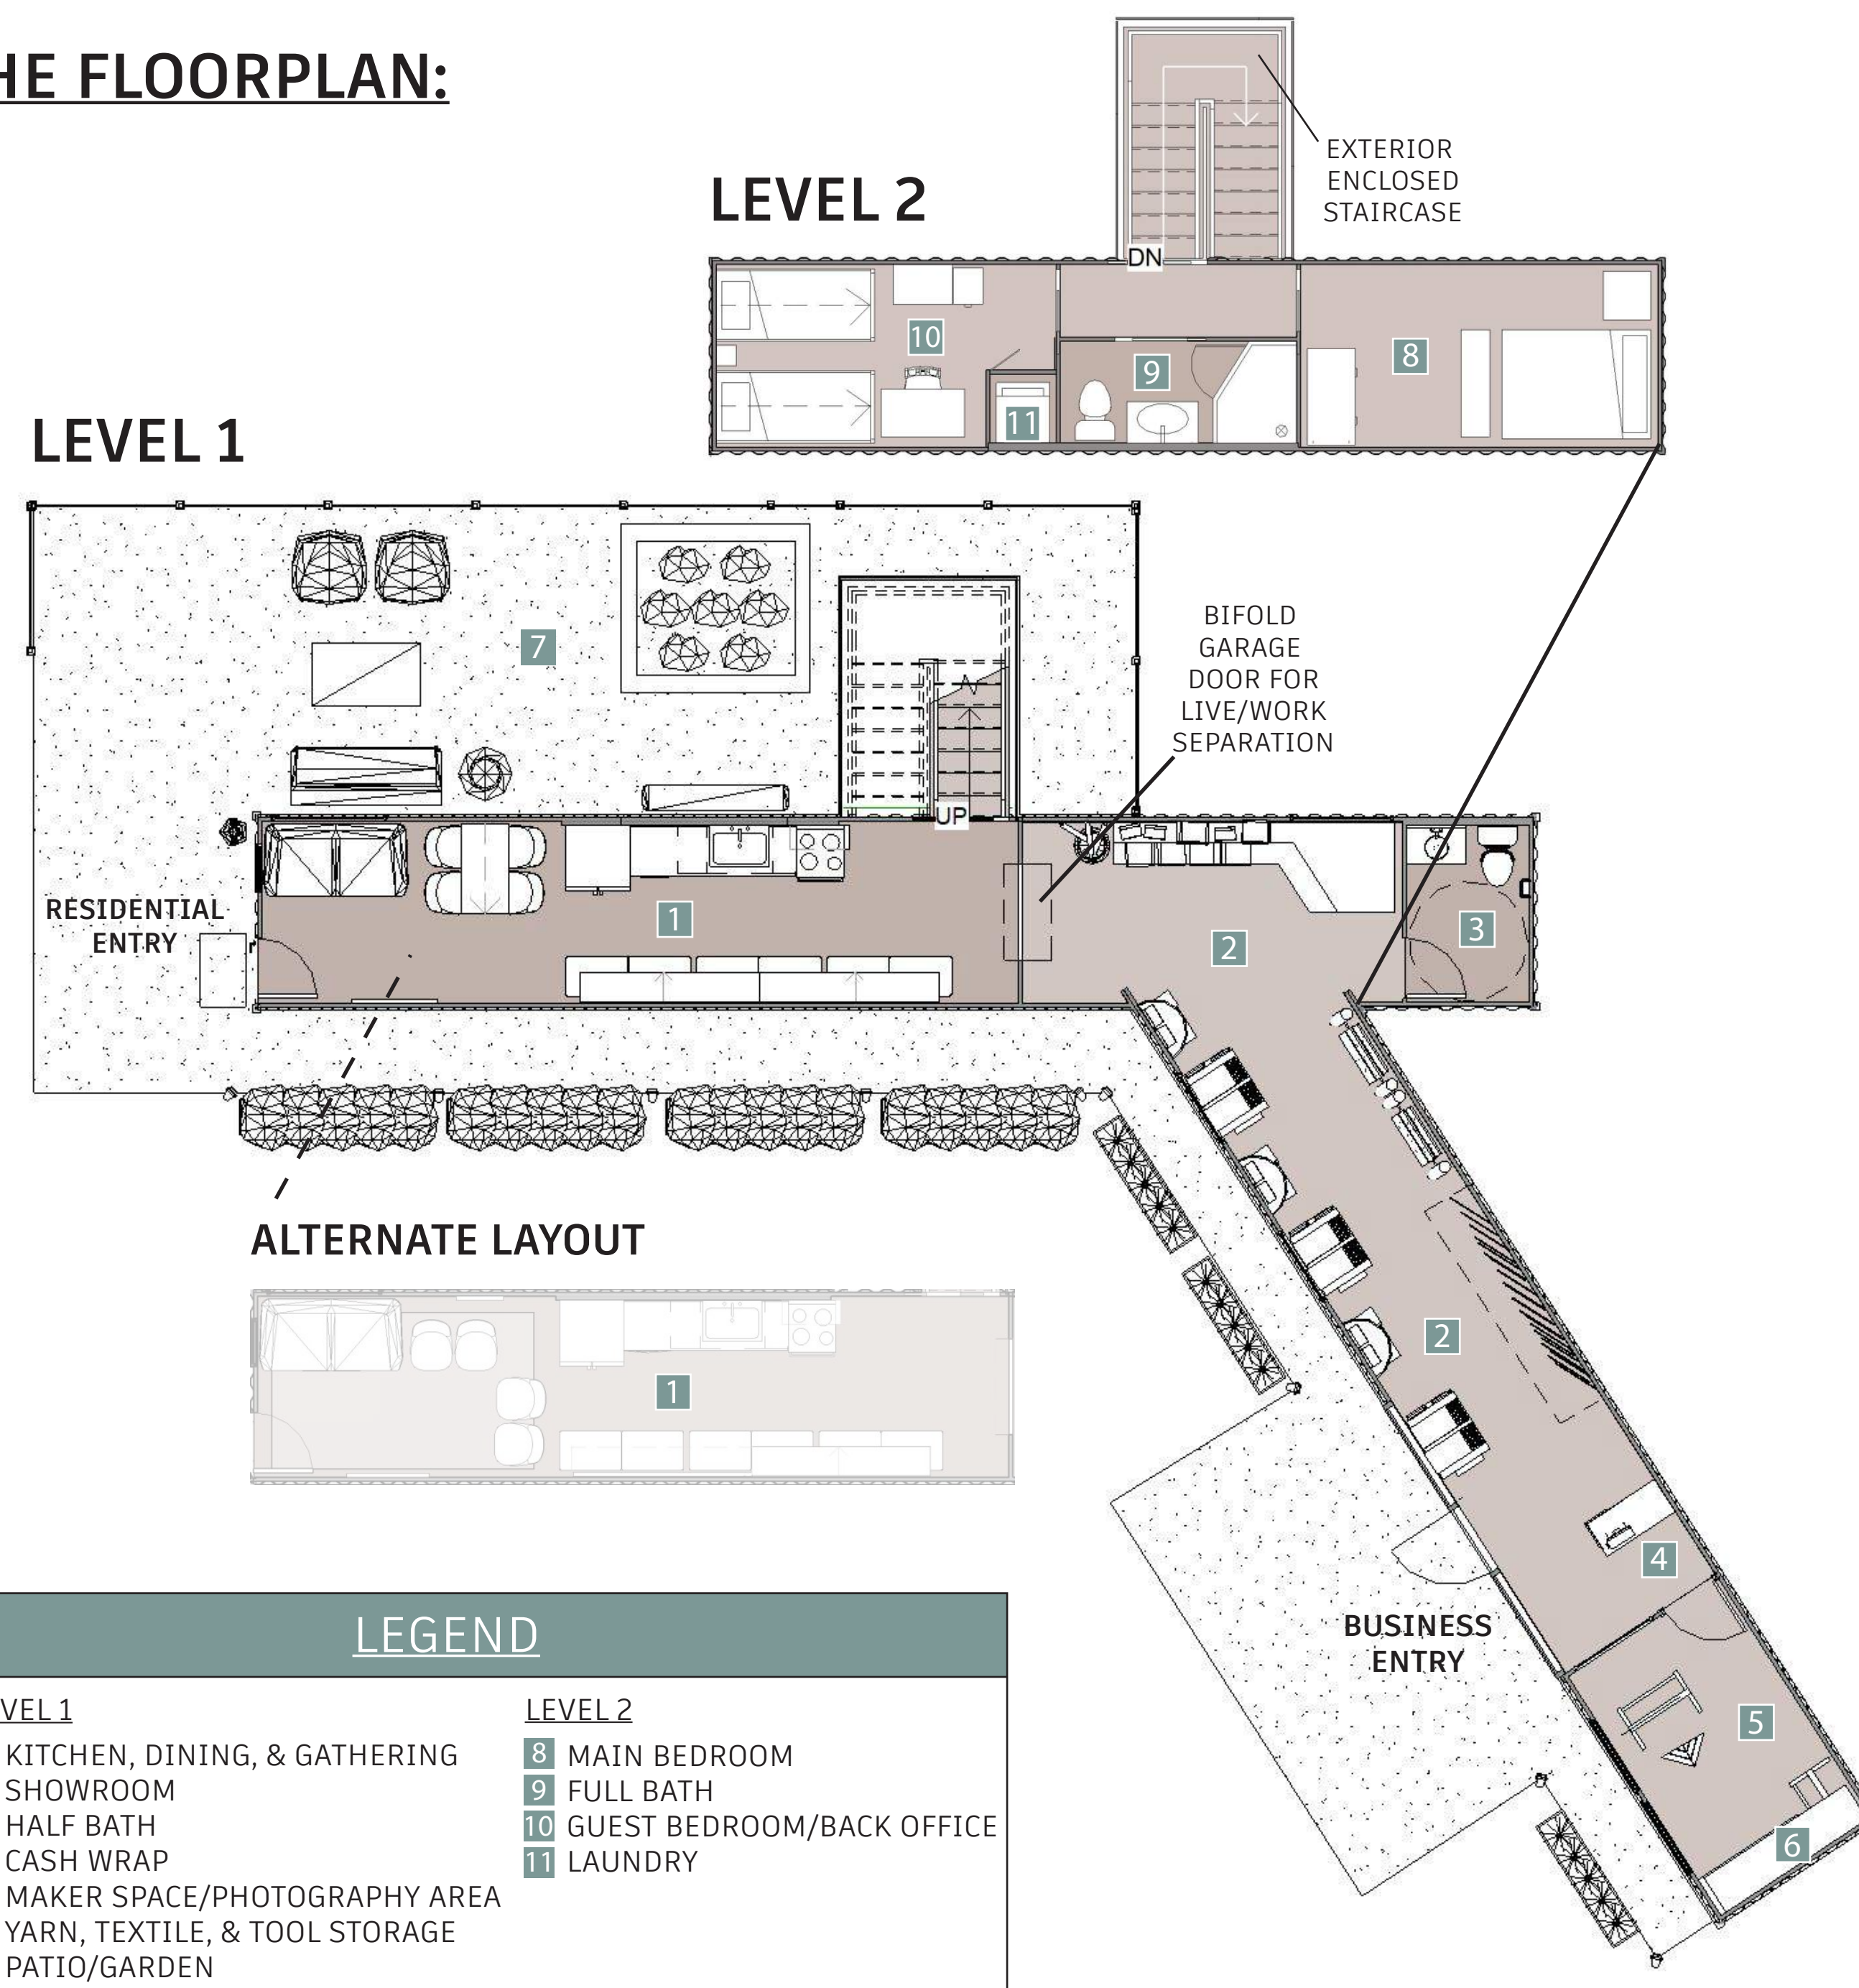 HE FLOORPLAN:
LEVEL 2
EXTERIOR
ENCLOSED
STAIRCASE
DN
10
9
8
11
LEVEL 1
7
BIFOLD
GARAGE
DOOR FOR
LIVE/WORK
SEPARATION
UP
RESIDENTIAL
ENTRY
1
2
3
ALTERNATE LAYOUT
1
2
4
BUSINESS
ENTRY
5
6
LEGEND
VEL 1
KITCHEN, DINING, & GATHERING
SHOWROOM
HALF BATH
CASH WRAP
MAKER SPACE/PHOTOGRAPHY AREA
YARN, TEXTILE, & TOOL STORAGE
PATIO/GARDEN
LEVEL 2
8 MAIN BEDROOM
9 FULL BATH
10 GUEST BEDROOM/BACK OFFICE
11 LAUNDRY